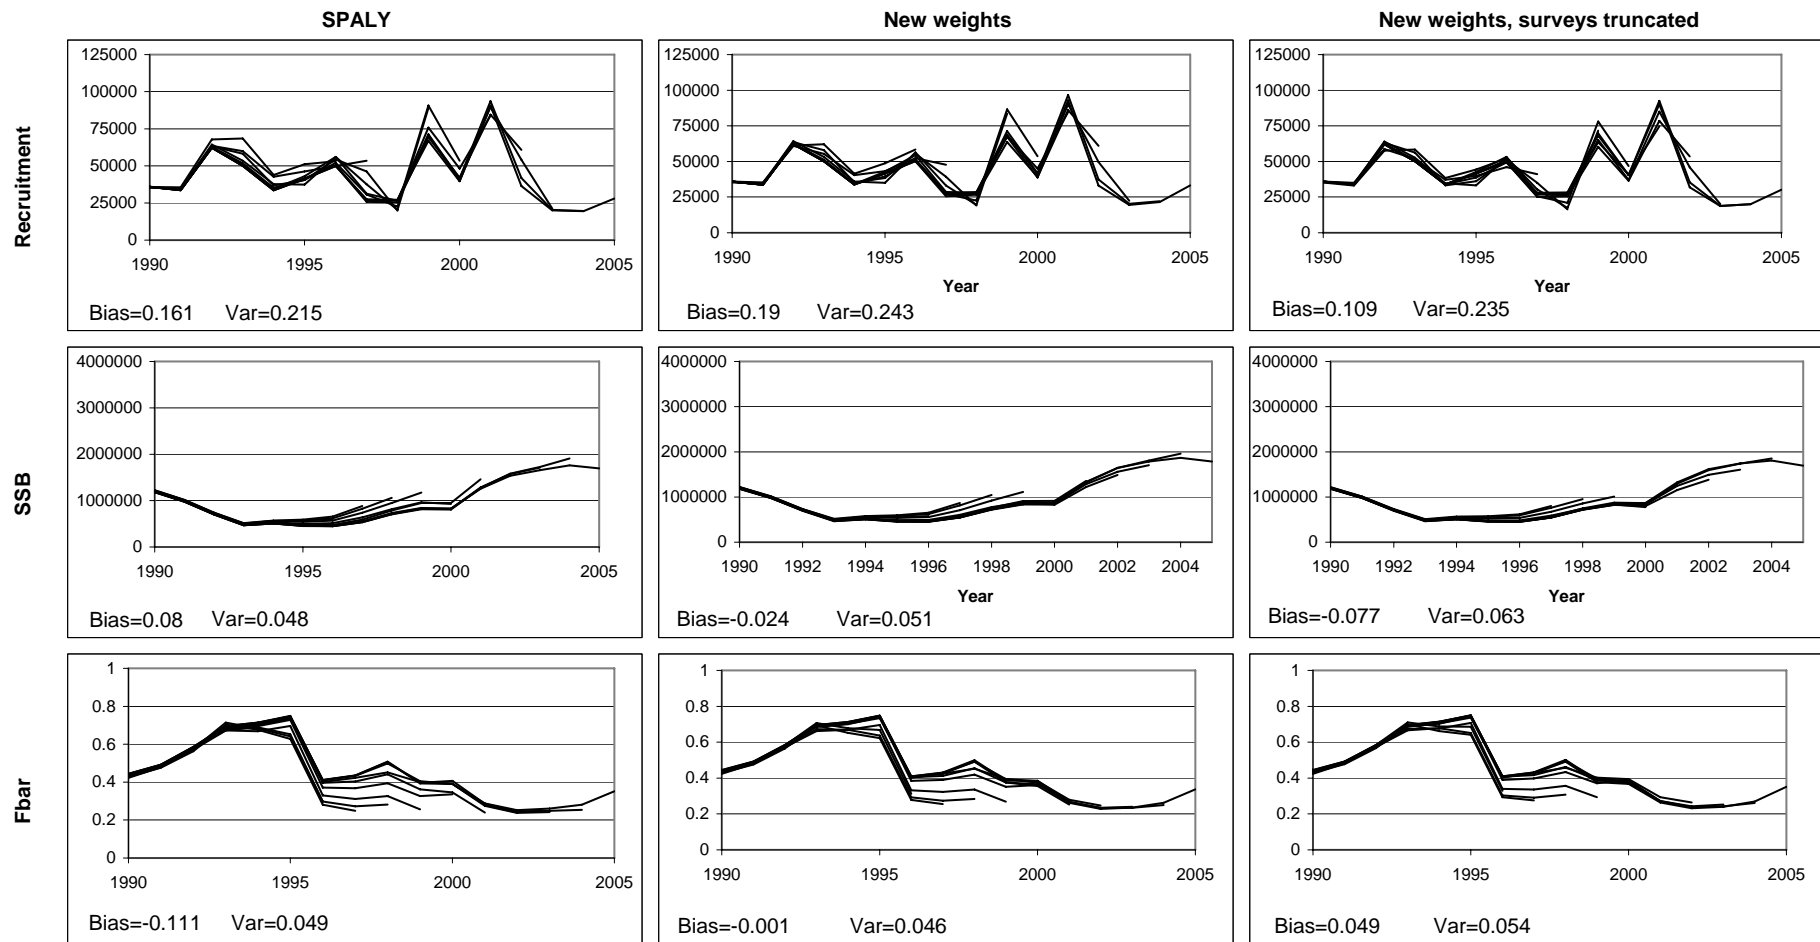 SPALY
New weights
New weights, surveys truncated
Recruitment
125000
100000
75000
50000
25000
0
1990 1995 2000 2005
Bias=0.161 Var=0.215
125000
100000
75000
50000
25000
0
1990 1995 2000 2005
Year
Bias=0.19 Var=0.243
125000
100000
75000
50000
25000
0
1990 1995 2000 2005
Year
Bias=0.109 Var=0.235
SSB
4000000
3000000
2000000
1000000
0
1990 1995 2000 2005
Bias=0.08 Var=0.048
4000000
3000000
2000000
1000000
0
1990 1992 1994 1996 1998 2000 2002 2004
Year
Bias=-0.024 Var=0.051
4000000
3000000
2000000
1000000
0
1990 1992 1994 1996 1998 2000 2002 2004
Year
Bias=-0.077 Var=0.063
Fbar
1
0.8
0.6
0.4
0.2
0
1990 1995 2000 2005
Bias=-0.111 Var=0.049
1
0.8
0.6
0.4
0.2
0
1990 1995 2000 2005
Bias=-0.001 Var=0.046
1
0.8
0.6
0.4
0.2
0
1990 1995 2000 2005
Bias=0.049 Var=0.054